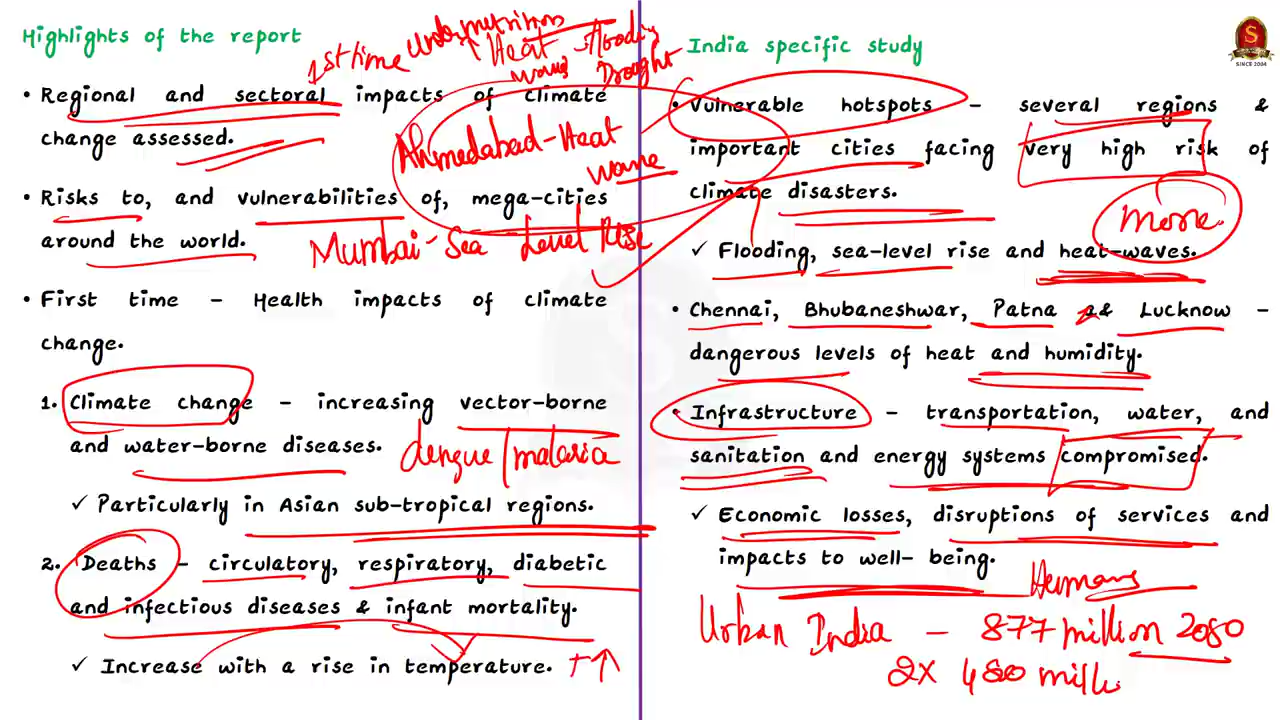 Highlights of the report
1st time Undernutrition
Heat waves
Flooding
Drought
• Regional and sectoral impacts of climate
change assessed.
Ahmedabad - Heat
wave
• Risks to, and vulnerabilities of, mega-cities
around the world.
Mumbai - Sea Level Rise
• First time - Health impacts of climate
change.
1. Climate change - increasing vector-borne
and water-borne diseases.
dengue / malaria
✓ Particularly in Asian sub-tropical regions.
2. Deaths - circulatory, respiratory, diabetic
and infectious diseases & infant mortality.
✓ Increase with a rise in temperature. T↑
India specific study
S
SINCE 2004
• Vulnerable hotspots - several regions &
important cities facing very high risk of
climate disasters.
more
✓ Flooding, sea-level rise and heat-waves.
• Chennai, Bhubaneshwar, Patna & Lucknow -
dangerous levels of heat and humidity.
• Infrastructure - transportation, water, and
sanitation and energy systems compromised.
✓ Economic losses, disruptions of services and
impacts to well- being.
Humans
Urban India - 877 million 2050
2X 480 milli